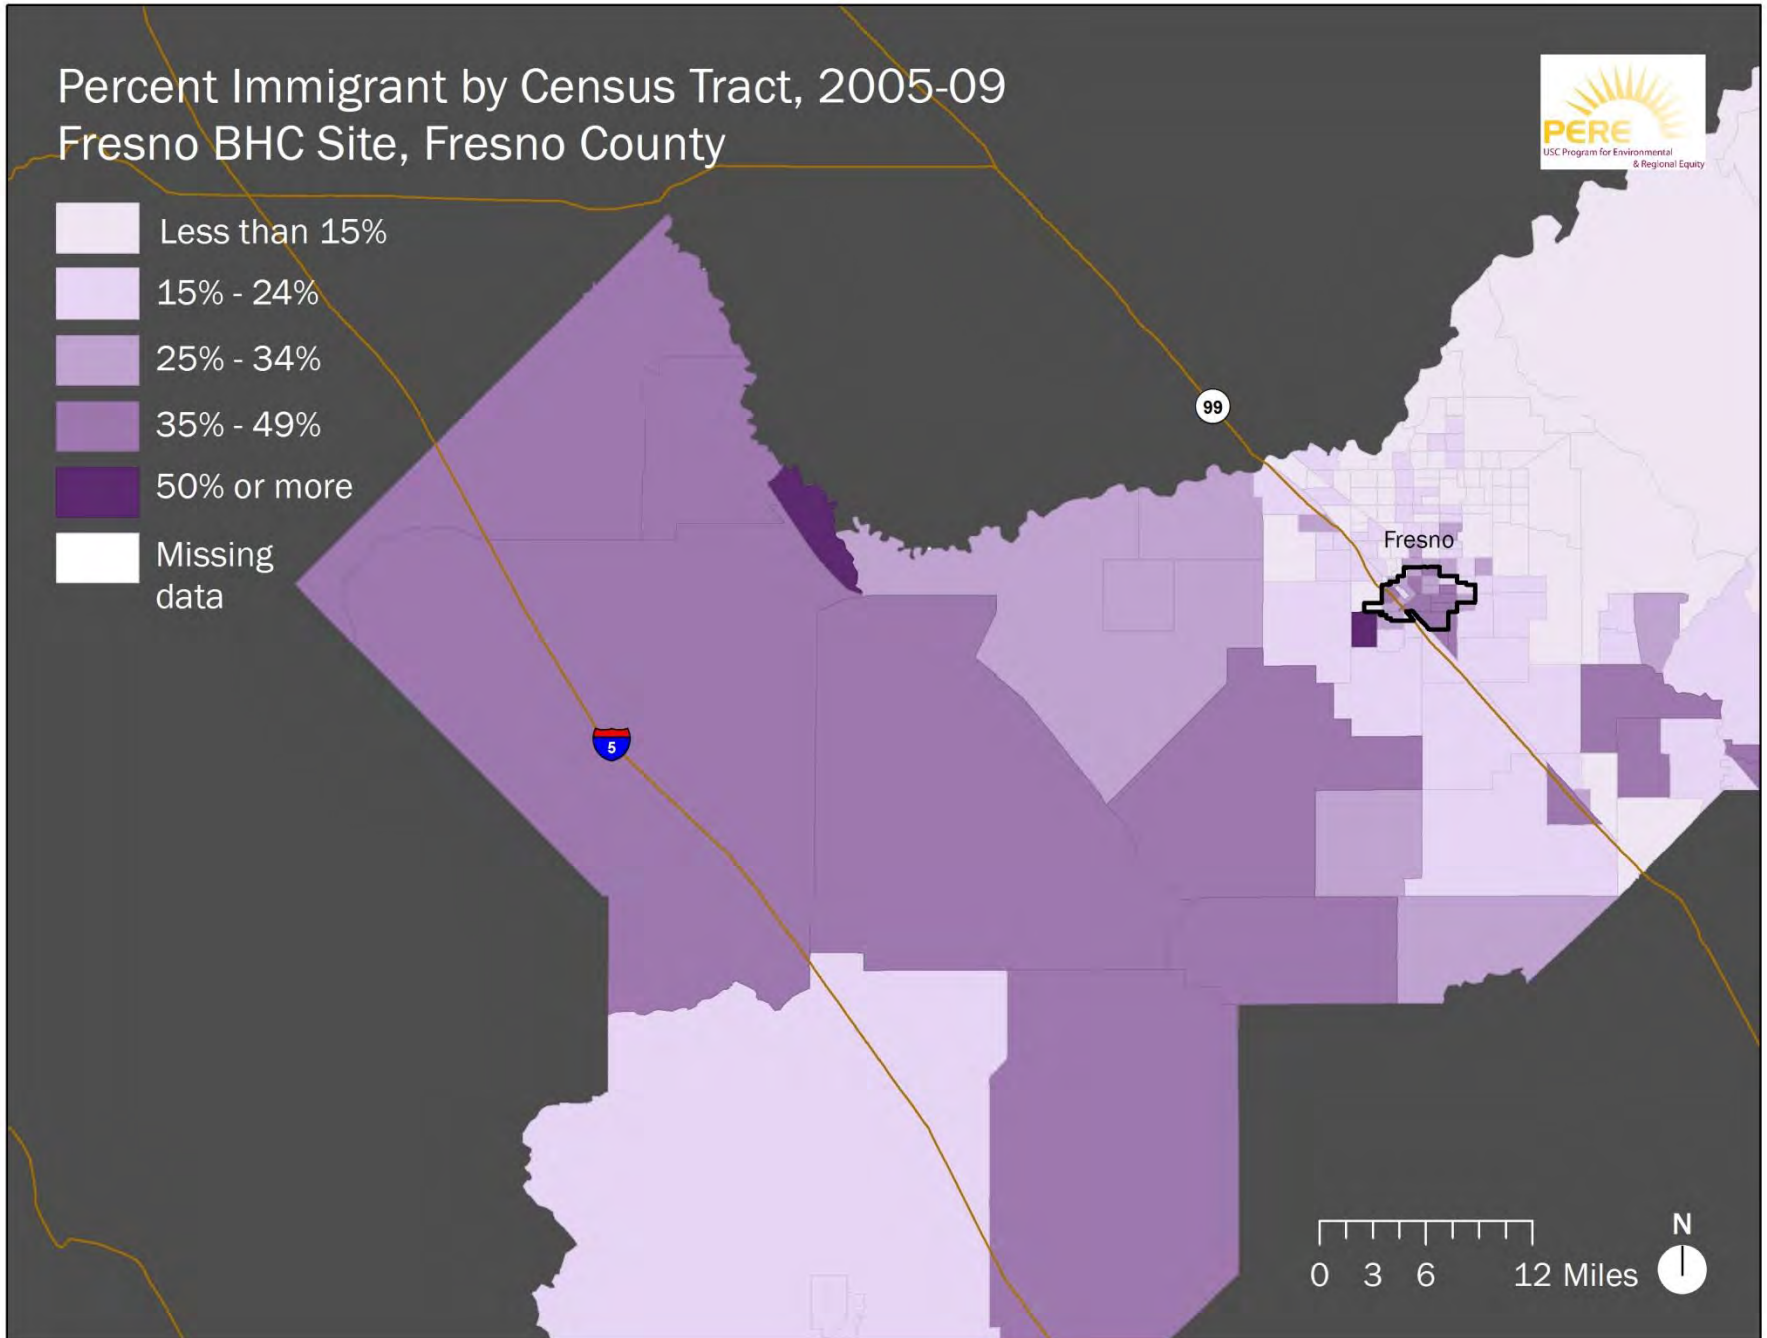 Percent Immigrant by Census Tract, 2005-09
Fresno BHC Site, Fresno County
PERE
USC Program for Environmental
& Regional Equity
Less than 15%
15% - 24%
25% - 34%
35% - 49%
50% or more
Missing
data
99
Fresno
5
N
0 3 6 12 Miles